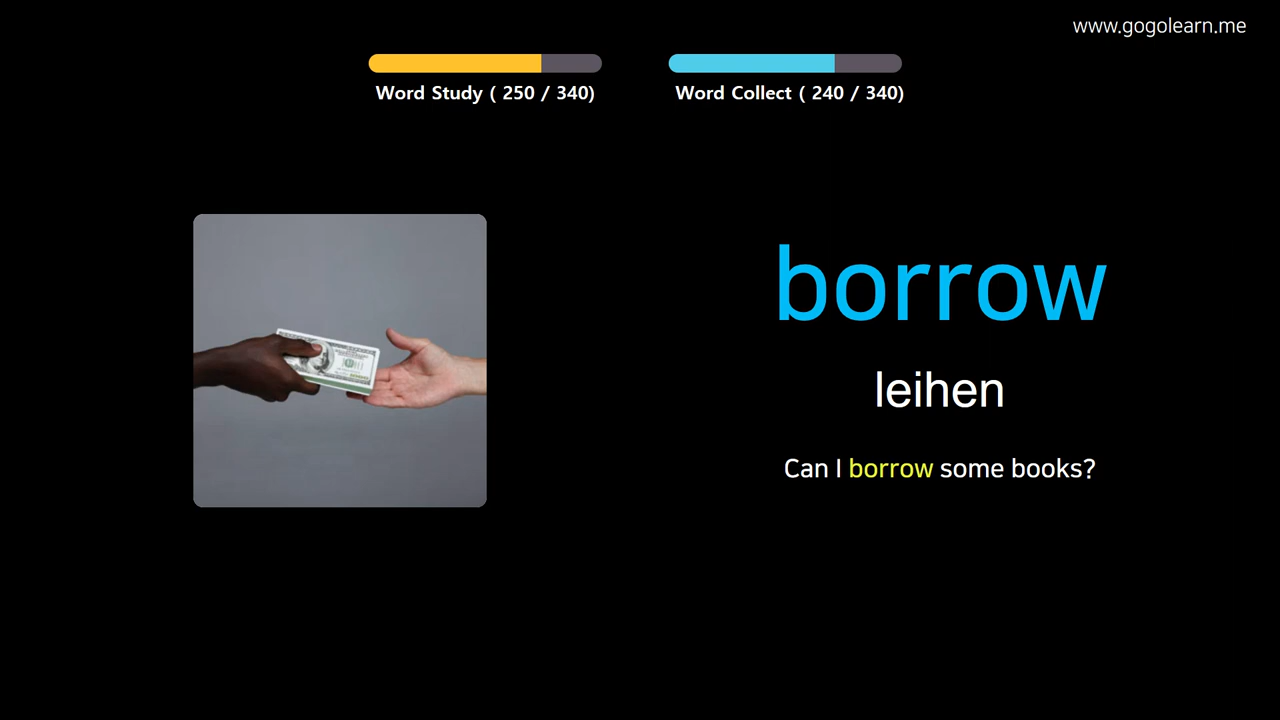 www.gogolearn.me
Word Study ( 250 / 340)
Word Collect ( 240 / 340)
borrow
leihen
Can I borrow some books?